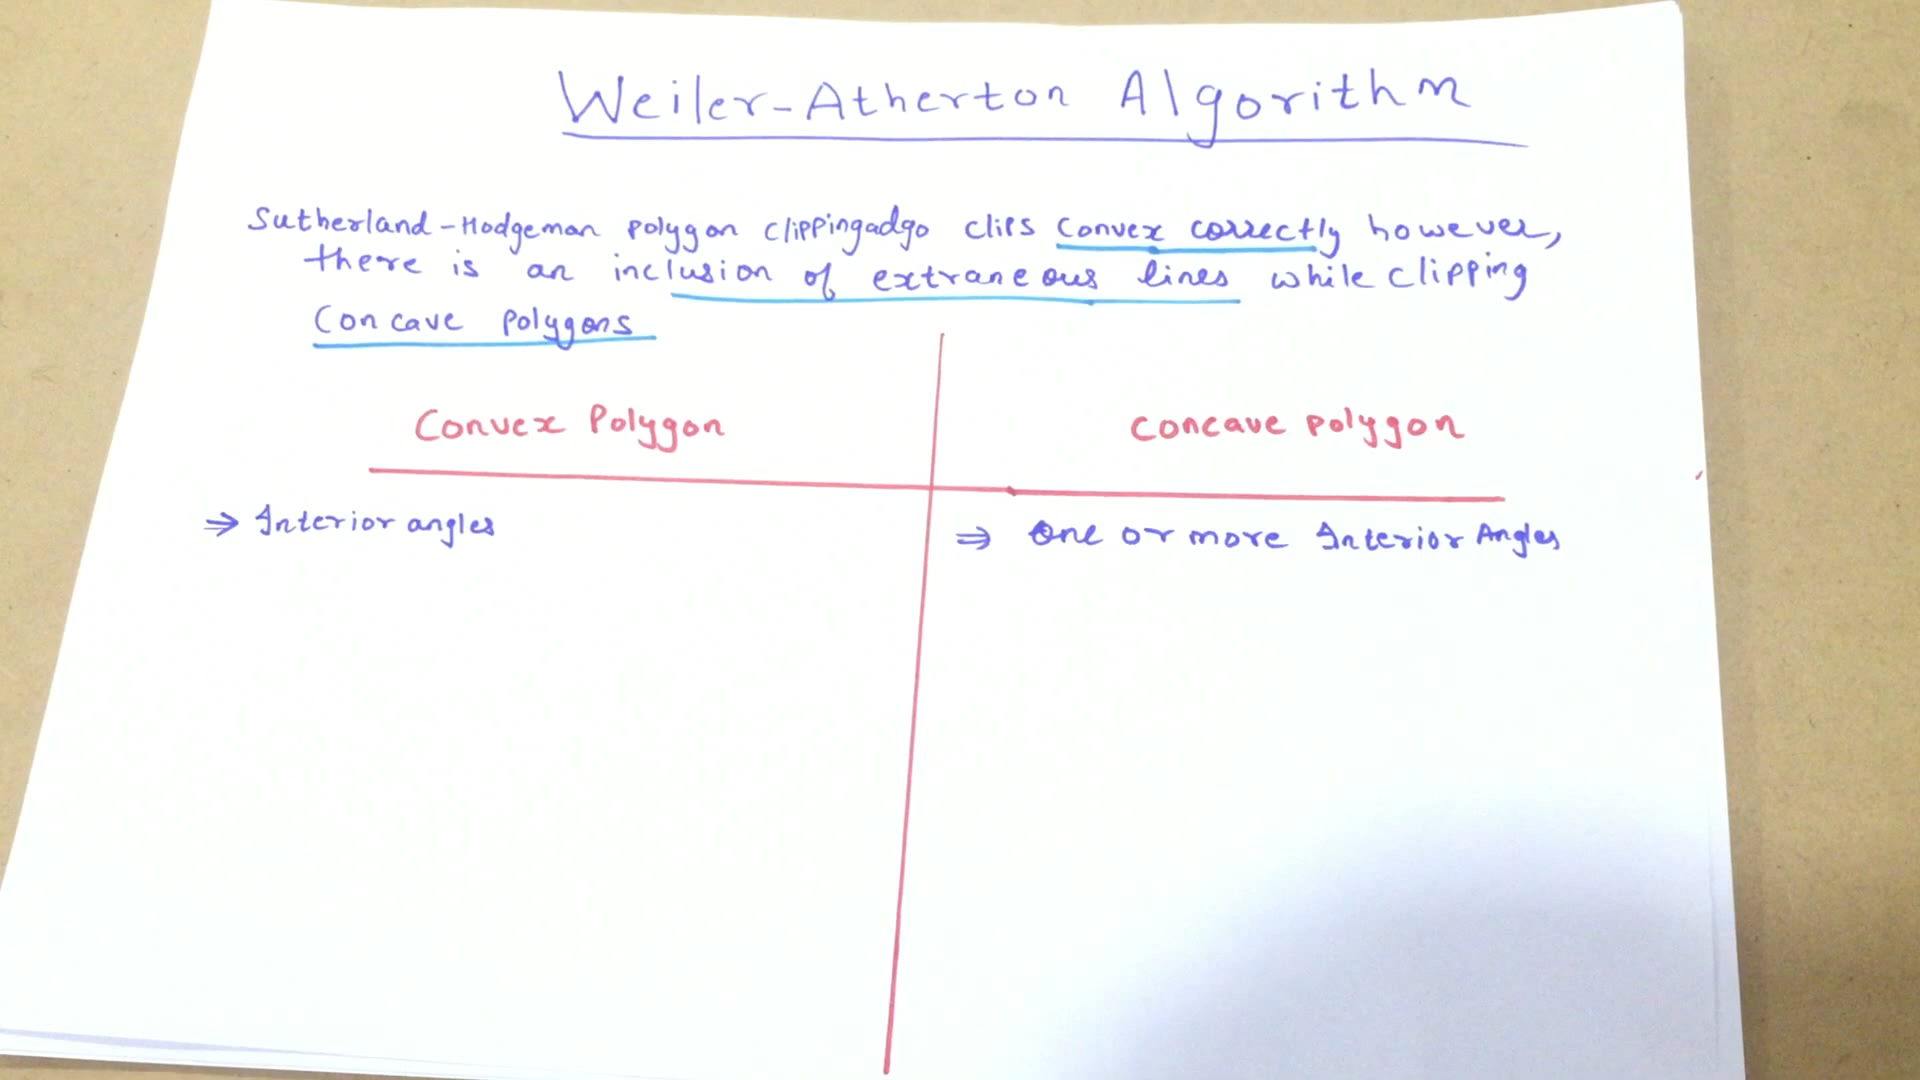 Weiler-Atherton Algorithm
Sutherland-Hodgeman polygon clippingadgo clips convex correctly however,
there is an inclusion of extraneous lines while clipping
Concave polygons
Convex Polygon
Concave polygon
⇒ Interior angles
⇒ One or more Interior Angles